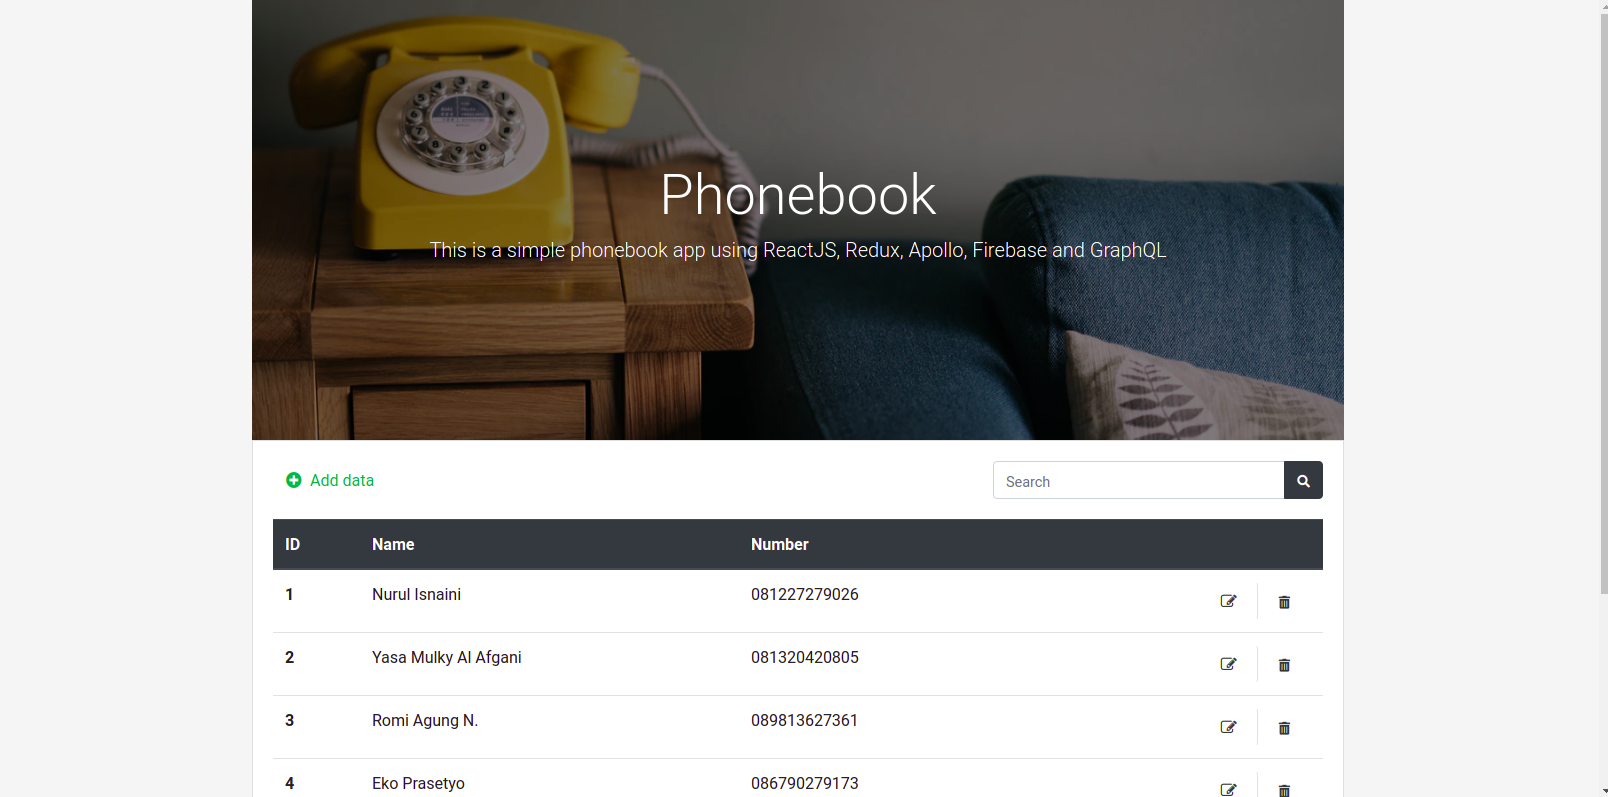 Phonebook
This is a simple phonebook app using ReactJS, Redux, Apollo, Firebase and GraphQL
Add data
Search
ID Name Number
1 Nurul Isnaini 081227279026
2 Yasa Mulky Al Afgani 081320420805
3 Romi Agung N. 089813627361
4 Eko Prasetyo 086790279173